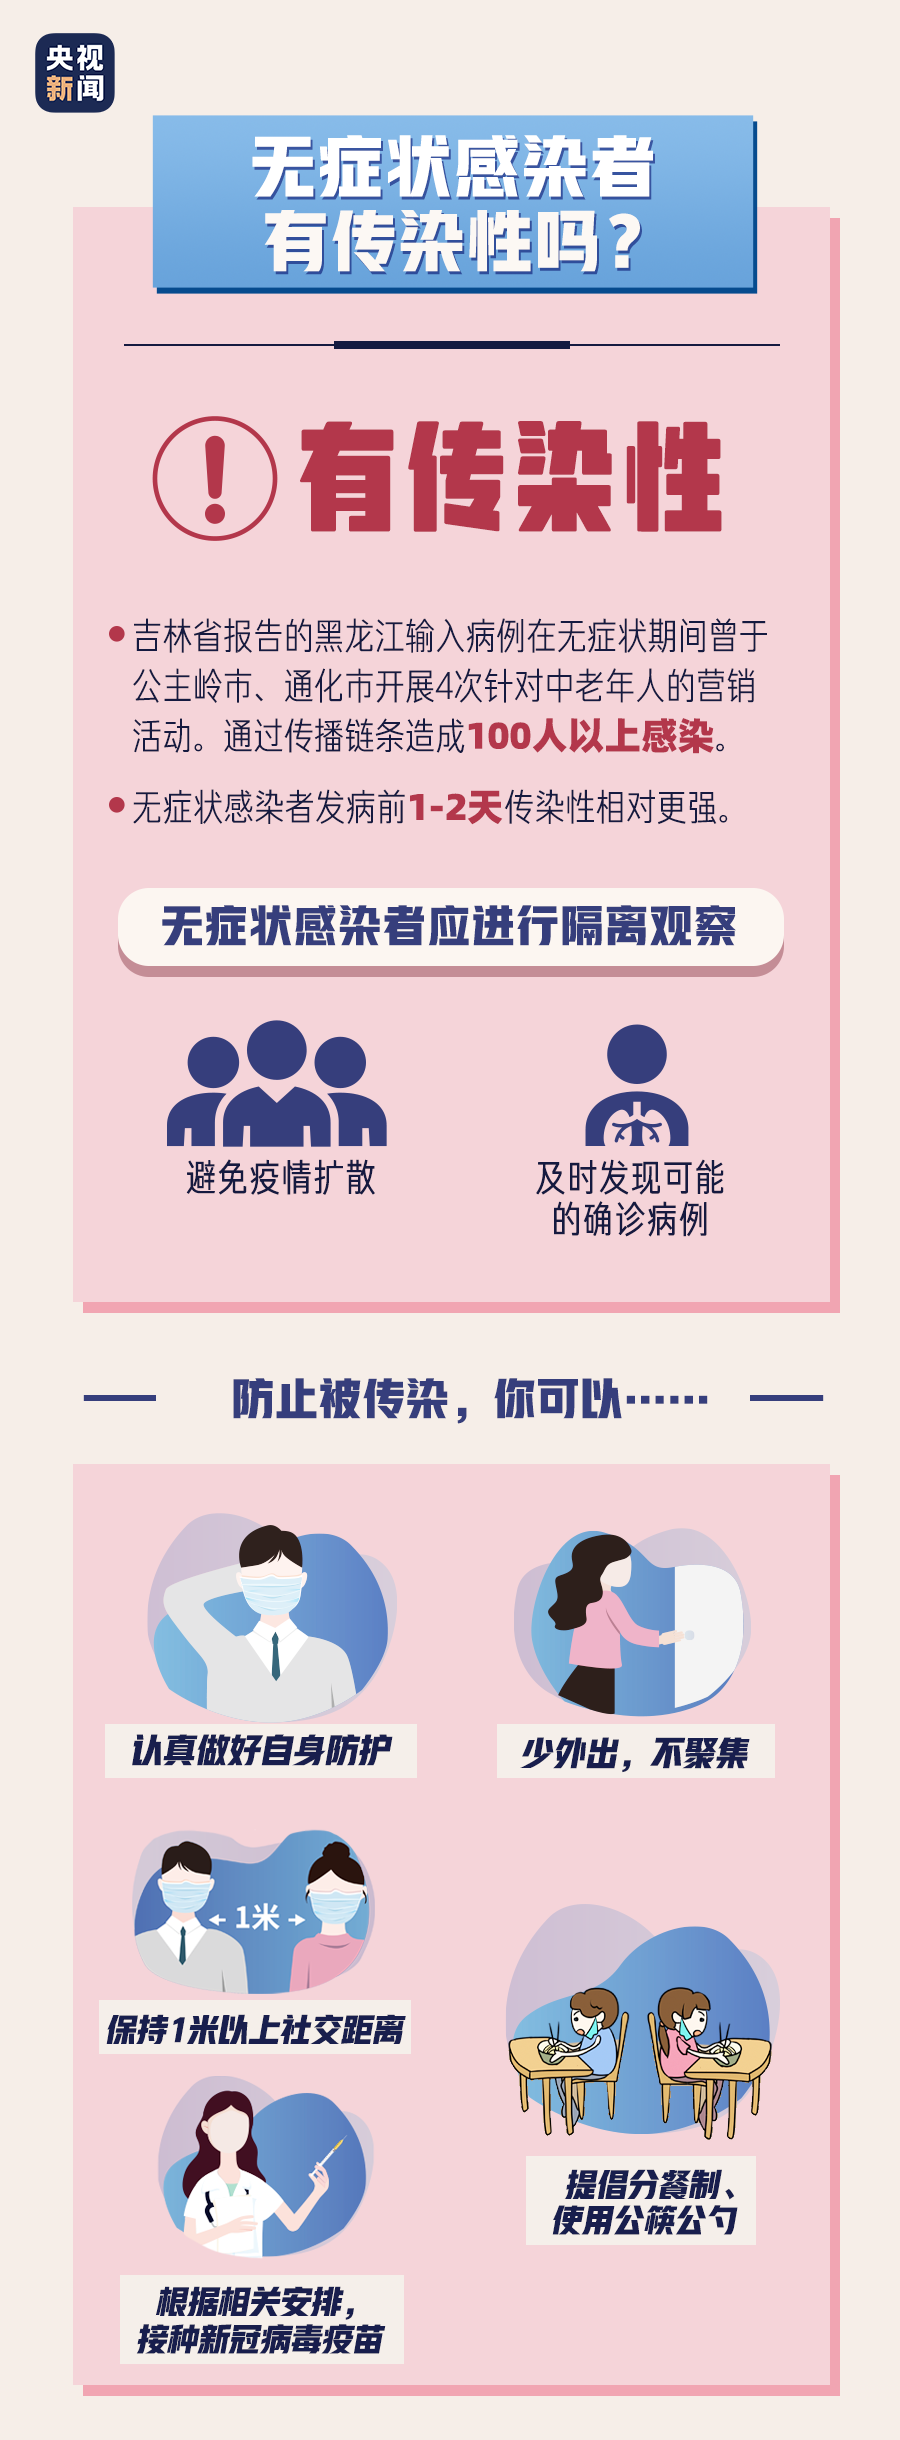 央视
新闻
无症状感染者
有传染性吗?
! 有传染性
吉林省报告的黑龙江输入病例在无症状期间曾于
公主岭市、通化市开展4次针对中老年人的营销
活动。通过传播链条造成100人以上感染。
无症状感染者发病前1-2天传染性相对更强。
无症状感染者应进行隔离观察
避免疫情扩散
及时发现可能
的确诊病例
防止被传染，你可以……
认真做好自身防护
少外出，不聚集
1米
保持1米以上社交距离
提倡分餐制、
使用公筷公勺
根据相关安排，
接种新冠病毒疫苗